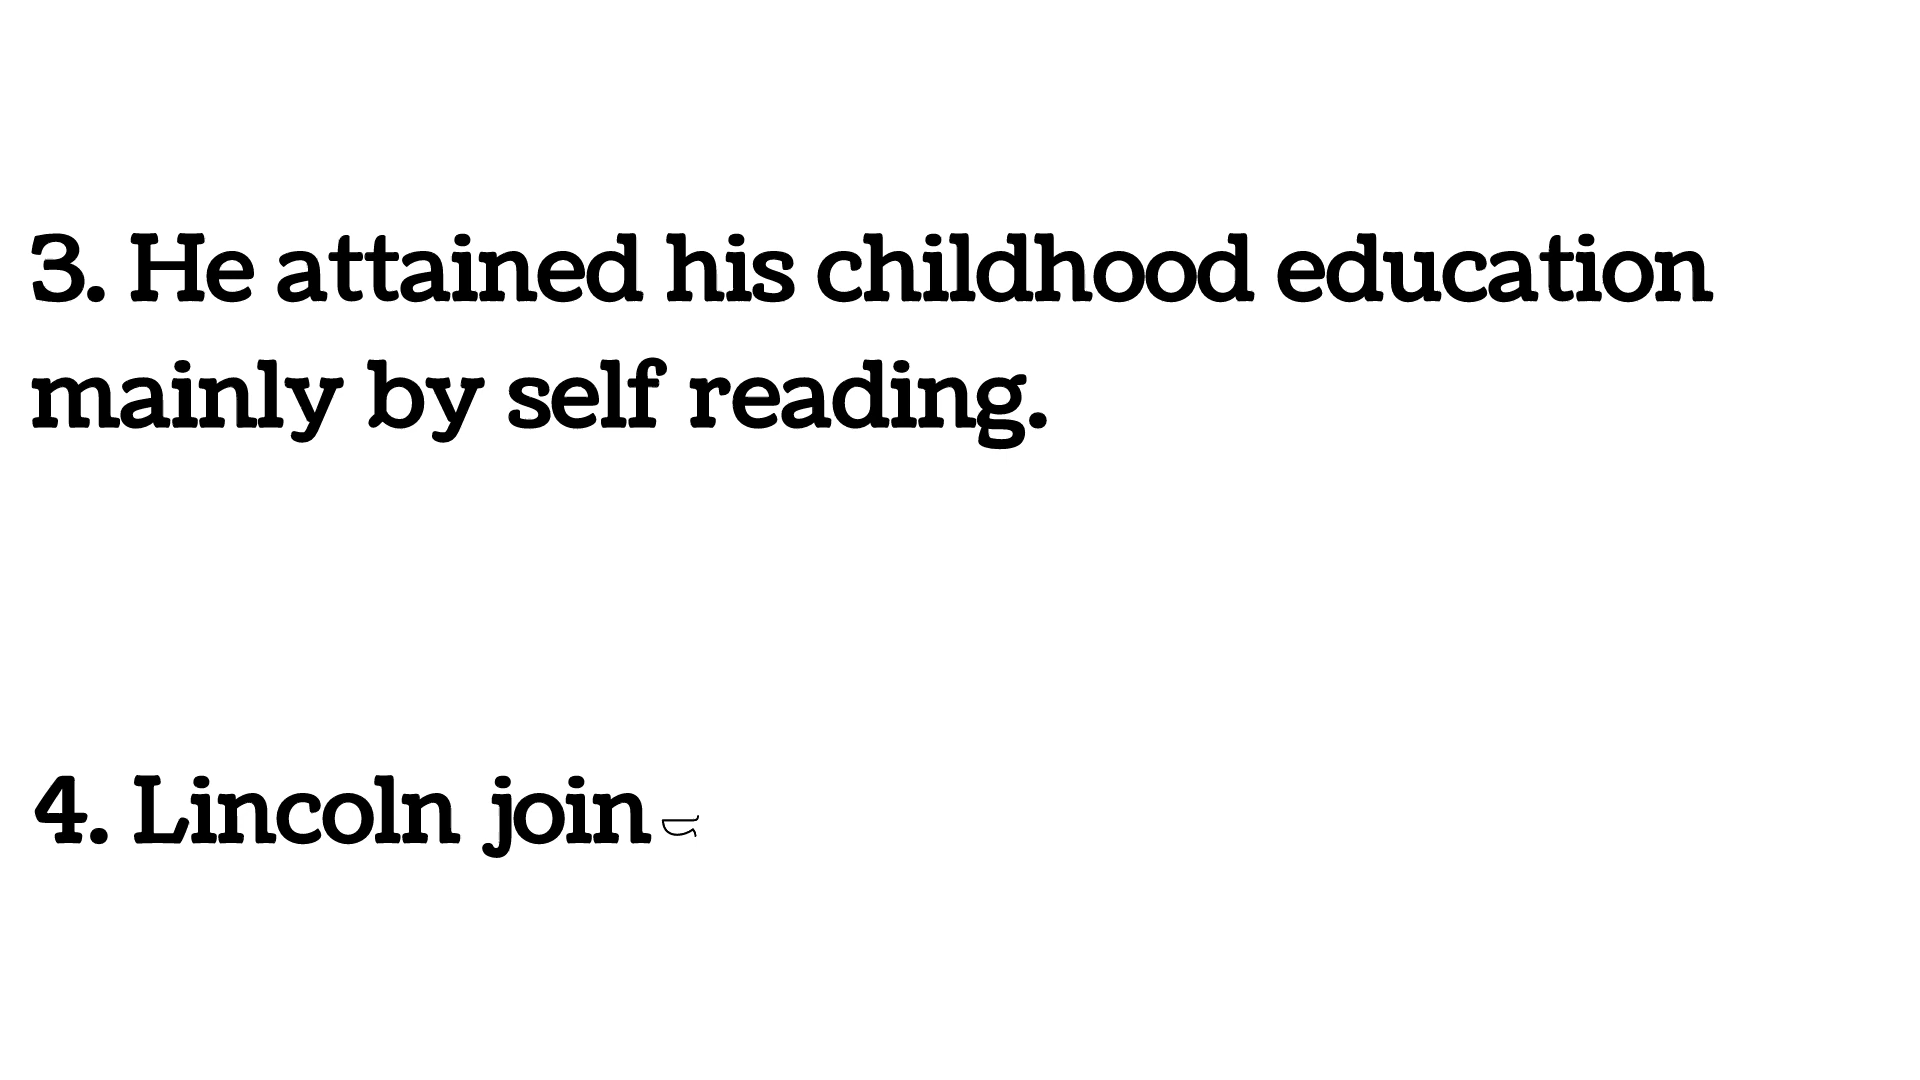 3. He attained his childhood education
mainly by self reading.
4. Lincoln join